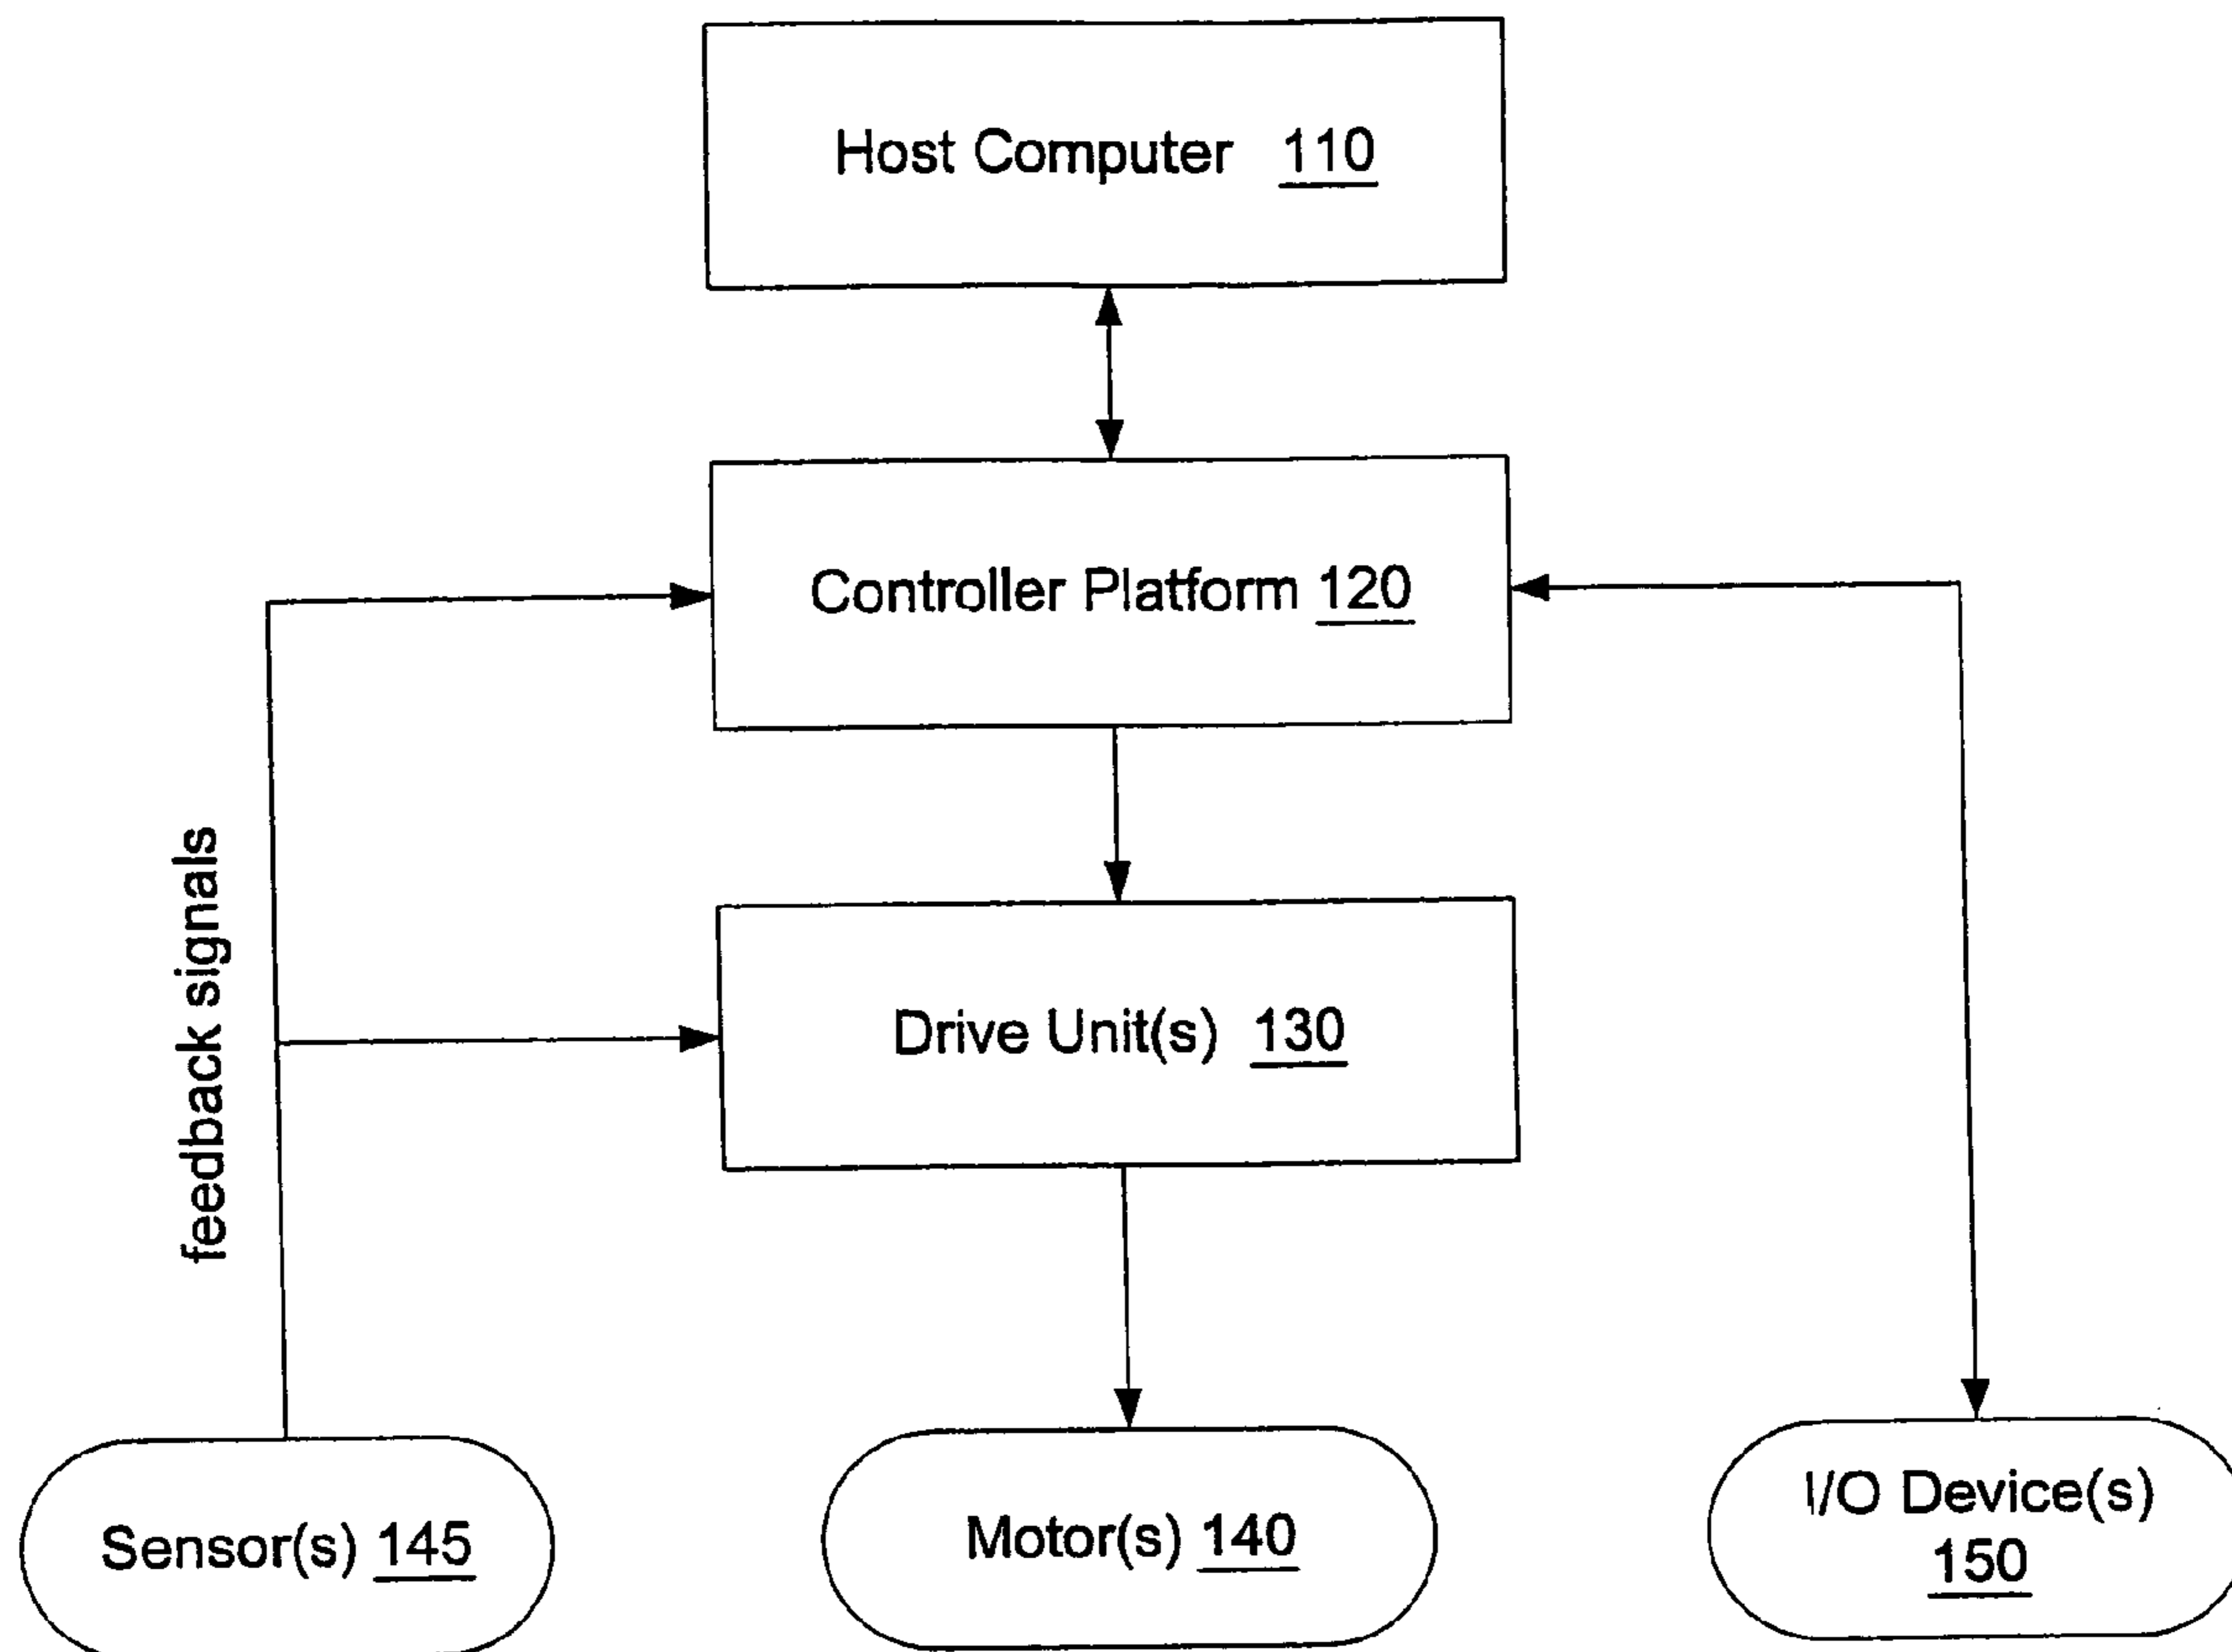 Host Computer 110
Controller Platform 120
feedback signals
Drive Unit(s) 130
Sensor(s) 145
Motor(s) 140
I/O Device(s)
150